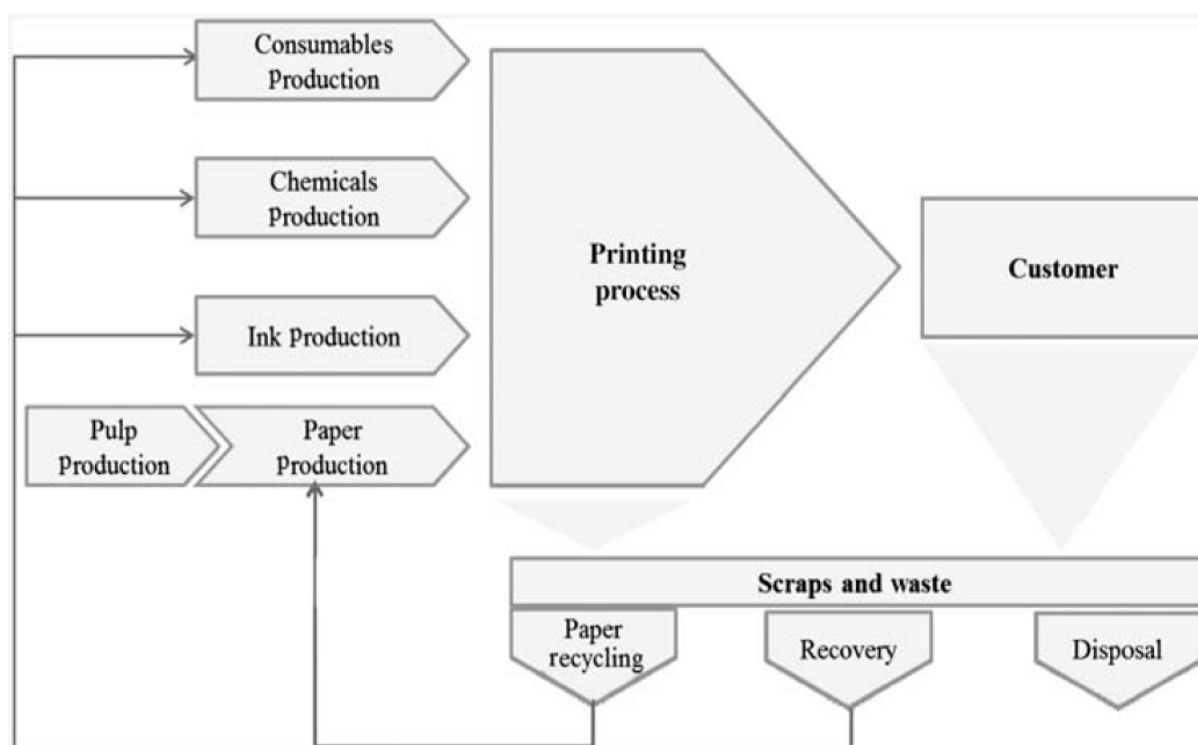 Consumables
Production
Chemicals
Production
Ink Production
Pulp
Production
Paper
Production
Printing
process
Customer
Scraps and waste
Paper
recycling
Recovery
Disposal